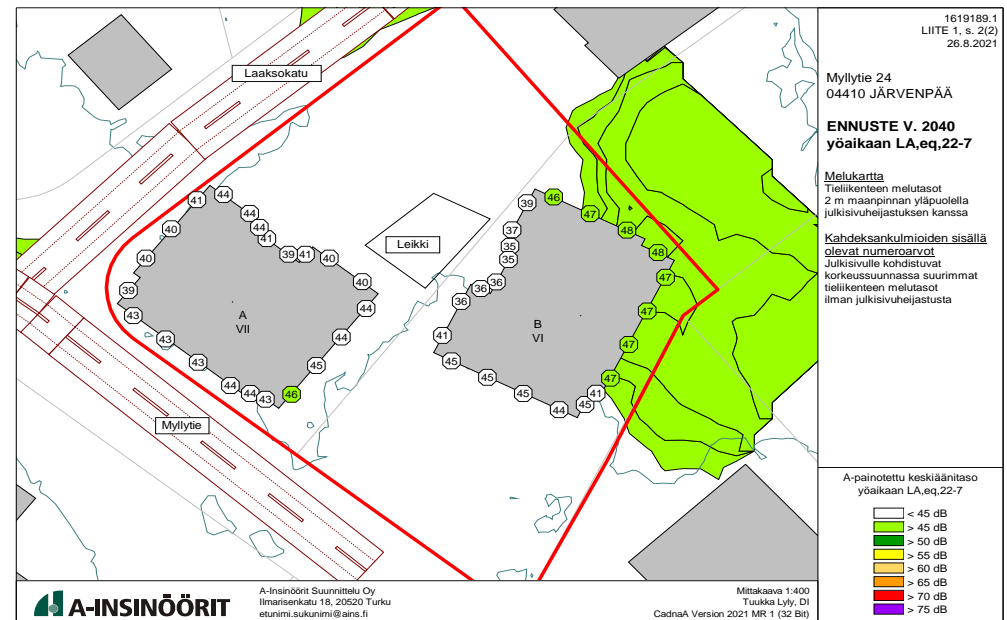 1619189.1
LIITE 1, s. 2(2)
26.8.2021
Myllytie 24
04410 JÄRVENPÄÄ
ENNUSTE V. 2040
yöaikaan LA,eq,22-7
Melukartta
Tieliikenteen melutasot
2 m maanpinnan yläpuolella
julkisivuheijastuksen kanssa
Kahdeksankulmioiden sisällä
olevat numeroarvot
Julkisivulle kohdistuvat
korkeussuunnassa suurimmat
tieliikenteen melutasot
ilman julkisivuheijastusta
A-painotettu keskiäänitaso
yöaikaan LA,eq,22-7
< 45 dB
> 45 dB
> 50 dB
> 55 dB
> 60 dB
> 65 dB
> 70 dB
> 75 dB
Laaksokatu
Leikki
Myllytie
A
VII
B
VI
41
44
44
44
41
39
41
40
40
44
44
45
46
43
44
44
43
43
43
39
40
40
39
46
47
48
48
47
47
47
47
41
45
44
45
45
45
41
36
36
36
35
35
37
A-INSINÖÖRIT
A-Insinöörit Suunnittelu Oy
Ilmarisenkatu 18, 20520 Turku
etunimi.sukunimi@ains.fi
Mittakaava 1:400
Tuukka Lyly, DI
CadnaA Version 2021 MR 1 (32 Bit)